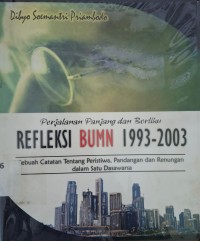 Dibyo Soemantri Priambodo
Perjalanan Panjang dan Berliku
REFLEKSI BUMN 1993-2003
Sebuah Catatan Tentang Peristiwa, Pandangan dan Renungan
dalam Satu Dasawarsa
6